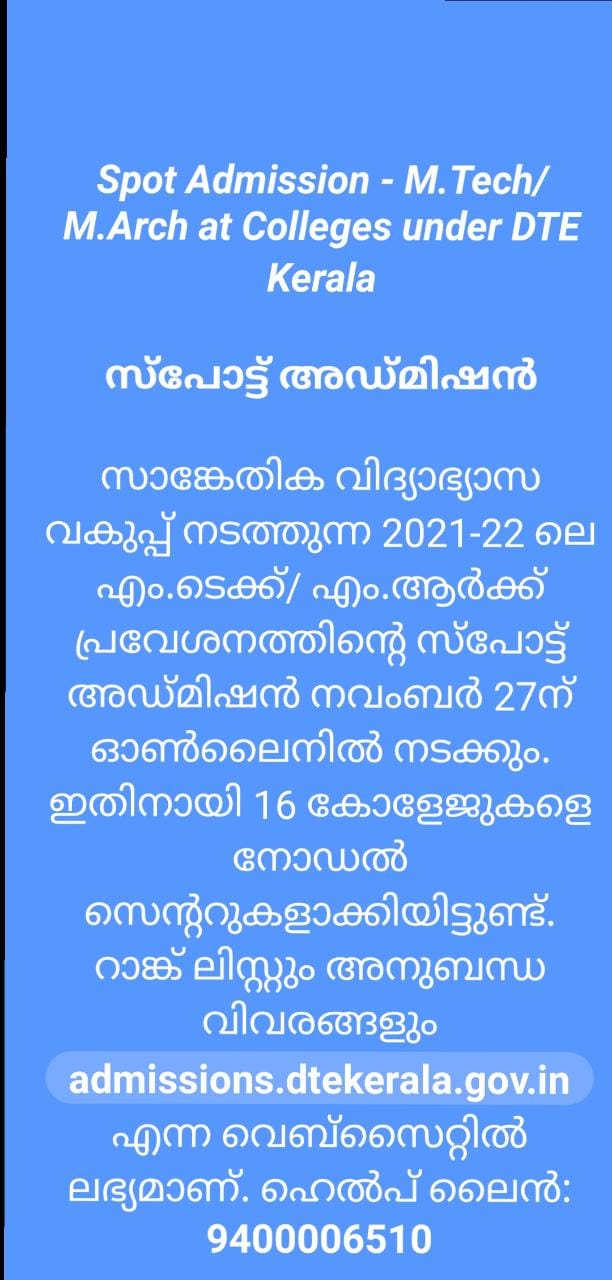 Spot Admission - M.Tech/
M.Arch at Colleges under DTE
Kerala
സ്പോട്ട് അഡ്മിഷൻ
സാങ്കേതിക വിദ്യാഭ്യാസ
വകുപ്പ് നടത്തുന്ന 2021-22 ലെ
എം.ടെക്ക്/ എം.ആർക്ക്
പ്രവേശനത്തിന്റെ സ്പോട്ട്
അഡ്മിഷൻ നവംബർ 27ന്
ഓൺലൈനിൽ നടക്കും.
ഇതിനായി 16 കോളേജുകളെ
നോഡൽ
സെന്ററുകളാക്കിയിട്ടുണ്ട്.
റാങ്ക് ലിസ്റ്റും അനുബന്ധ
വിവരങ്ങളും
admissions.dtekerala.gov.in
എന്ന വെബ്സൈറ്റിൽ
ലഭ്യമാണ്. ഹെൽപ് ലൈൻ:
9400006510